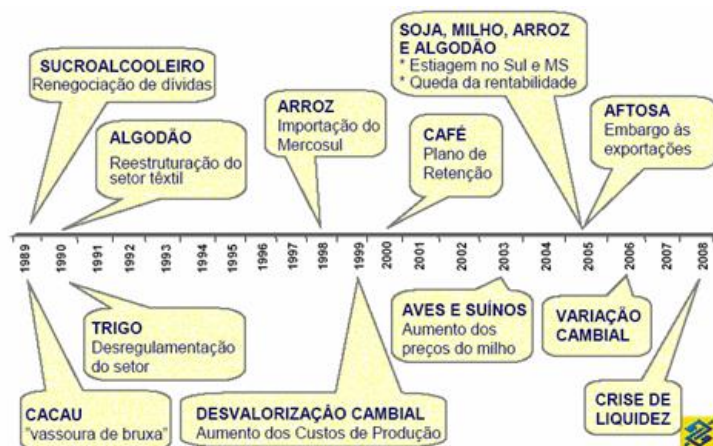 SUCROALCOOLEIRO
Renegociação de dívidas
ALGODÃO
Reestruturação do
setor têxtil
ARROZ
Importação do
Mercosul
CAFÉ
Plano de
Retenção
SOJA, MILHO, ARROZ
E ALGODÃO
* Estiagem no Sul e MS
* Queda da rentabilidade
AFTOSA
Embargo ás
exportações
1989 1990 1991 1992 1993 1994 1995 1996 1997 1998 1999 2000 2001 2002 2003 2004 2005 2006 2007 2008
TRIGO
Desregulamentação
do setor
CACAU
"vassoura de bruxa"
DESVALORIZAÇÃO CAMBIAL
Aumento dos Custos de Produção
AVES E SUÍNOS
Aumento dos
preços do milho
VARIAÇÃO
CAMBIAL
CRISE DE
LIQUIDEZ